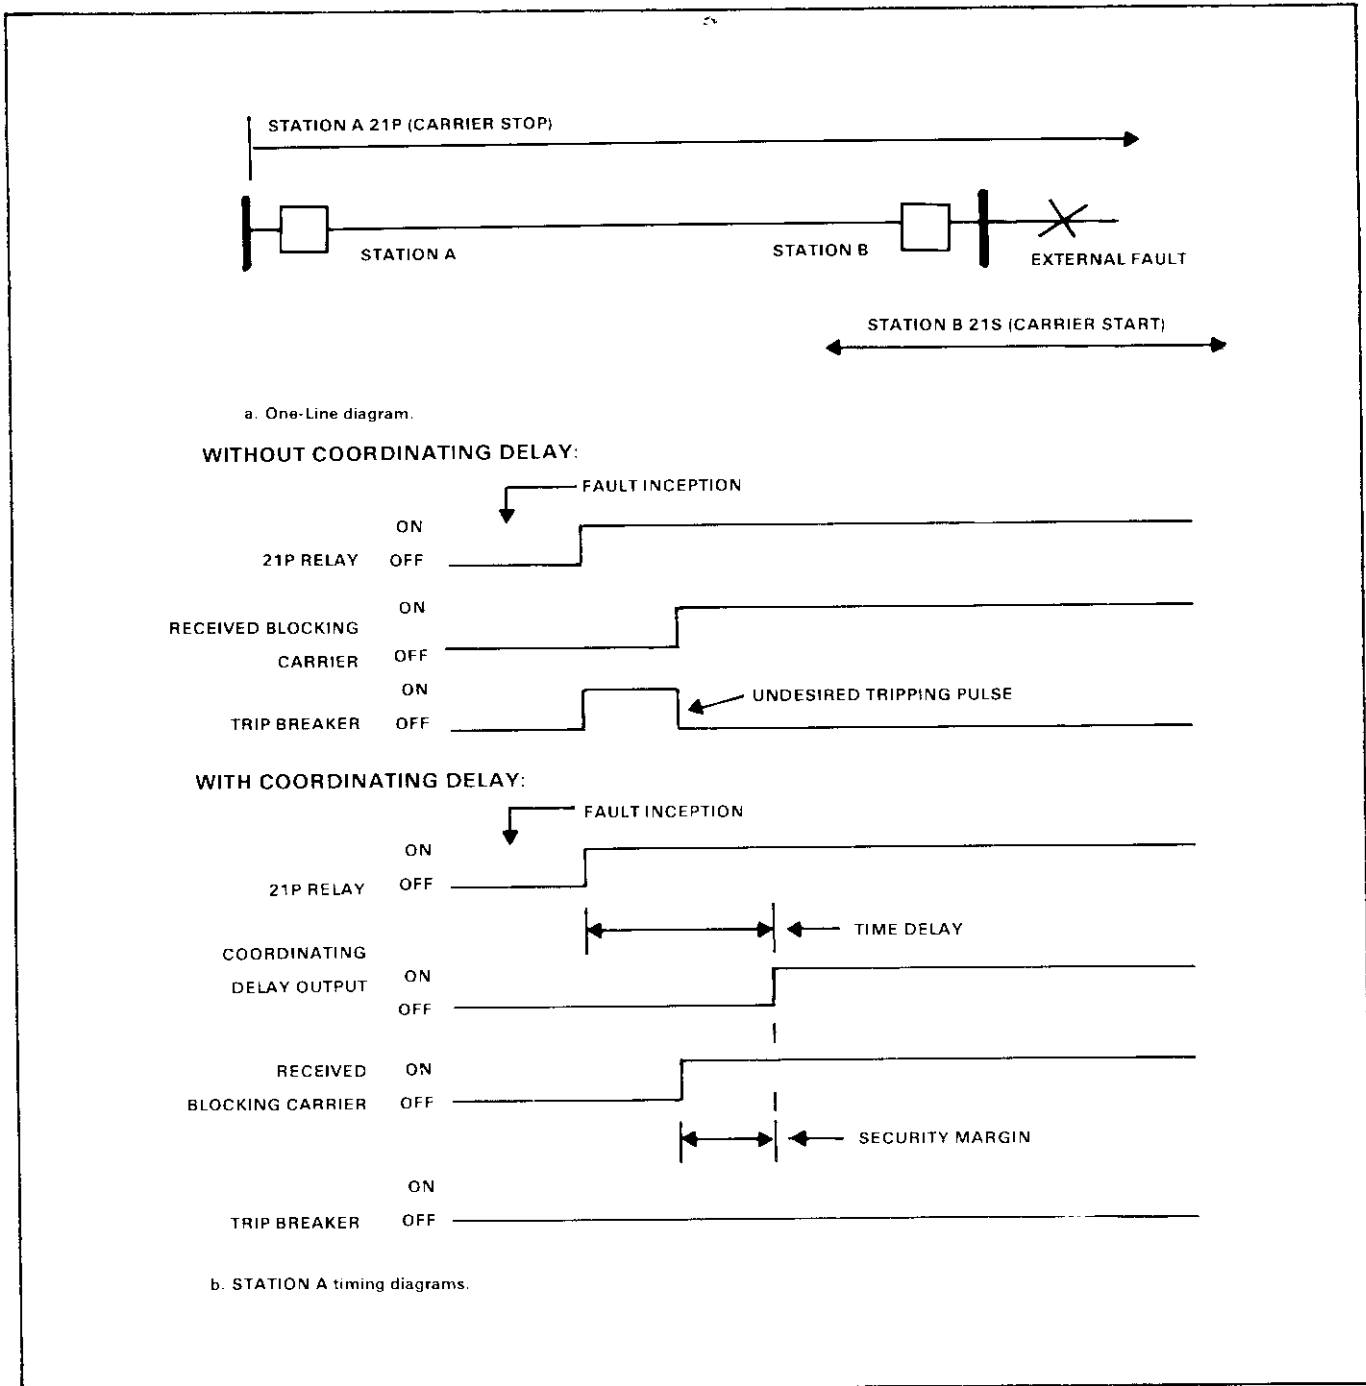 STATION A 21P (CARRIER STOP)
STATION A
STATION B
EXTERNAL FAULT
STATION B 21S (CARRIER START)
a. One-Line diagram.
WITHOUT COORDINATING DELAY:
FAULT INCEPTION
ON
21P RELAY OFF
ON
RECEIVED BLOCKING
CARRIER OFF
ON
UNDESIRED TRIPPING PULSE
TRIP BREAKER OFF
WITH COORDINATING DELAY:
FAULT INCEPTION
ON
21P RELAY OFF
TIME DELAY
COORDINATING
DELAY OUTPUT ON
OFF
RECEIVED ON
BLOCKING CARRIER OFF
SECURITY MARGIN
ON
TRIP BREAKER OFF
b. STATION A timing diagrams.